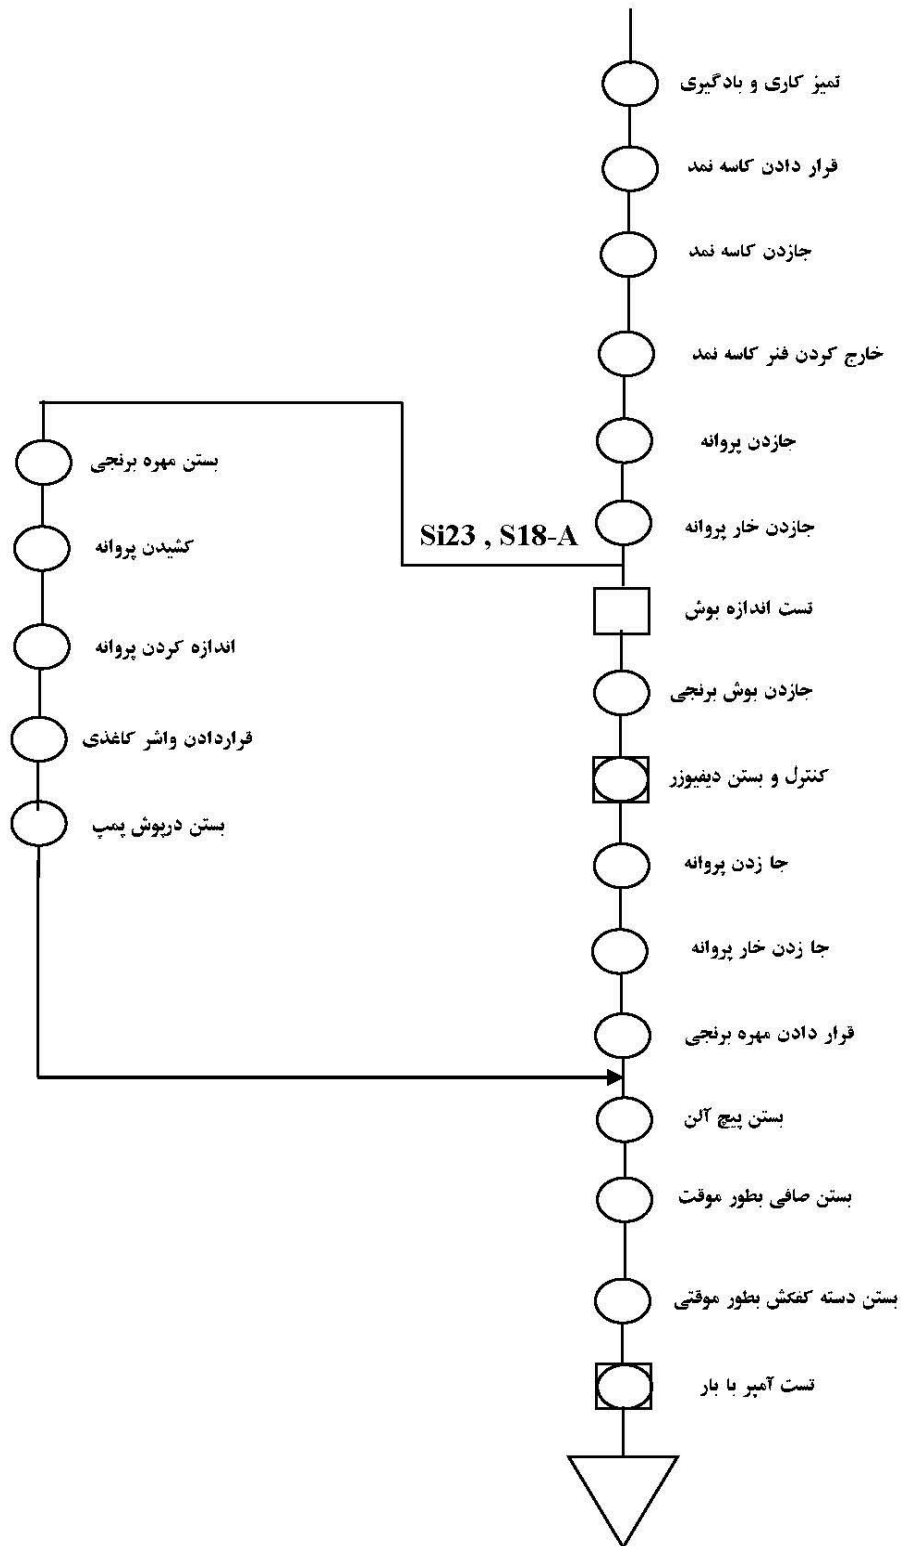 تمیز کاری و بادگیری
قرار دادن کاسه نمد
جازدن کاسه نمد
خارج کردن فنر کاسه نمد
جازدن پروانه
جازدن خار پروانه
Si23 , S18-A
تست اندازه بوش
جازدن بوش برنجی
کنترل و بستن دیفیوزر
جا زدن پروانه
جا زدن خار پروانه
قرار دادن مهره برنجی
بستن پیچ آلن
بستن صافی بطور موقت
بستن دسته کفکش بطور موقتی
تست آمپر با بار
بستن مهره برنجی
کشیدن پروانه
اندازه کردن پروانه
قراردادن واشر کاغذی
بستن درپوش پمپ